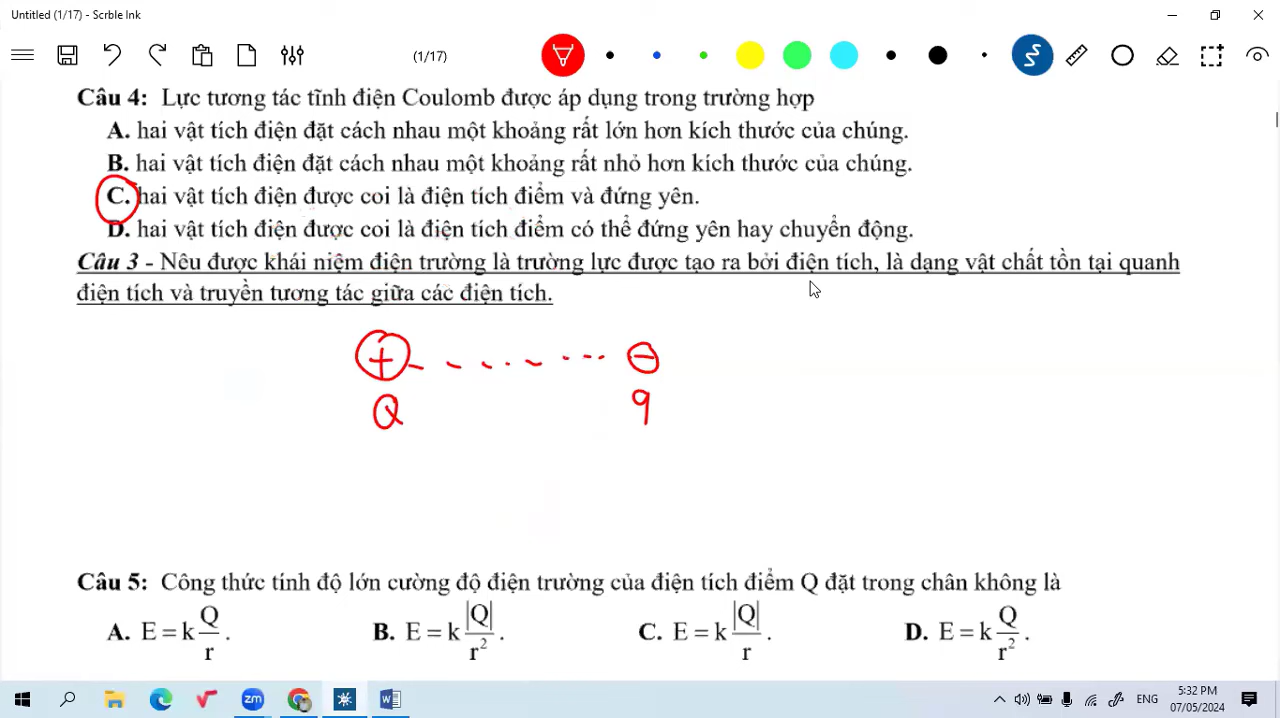 Untitled (1/17) - Scrble Ink
(1/17)
Câu 4: Lực tương tác tĩnh điện Coulomb được áp dụng trong trường hợp
A. hai vật tích điện đặt cách nhau một khoảng rất lớn hơn kích thước của chúng.
B. hai vật tích điện đặt cách nhau một khoảng rất nhỏ hơn kích thước của chúng.
C. hai vật tích điện được coi là điện tích điểm và đứng yên.
D. hai vật tích điện được coi là điện tích điểm có thể đứng yên hay chuyển động.
Câu 3 - Nêu được khái niệm điện trường là trường lực được tạo ra bởi điện tích, là dạng vật chất tồn tại quanh
điện tích và truyền tương tác giữa các điện tích.
+ −
Q q
Câu 5: Công thức tính độ lớn cường độ điện trường của điện tích điểm Q đặt trong chân không là
A. E = k Q/r . B. E = k |Q|/r² . C. E = k |Q|/r . D. E = k Q/r² .
zm
ENG
5:32 PM
07/05/2024